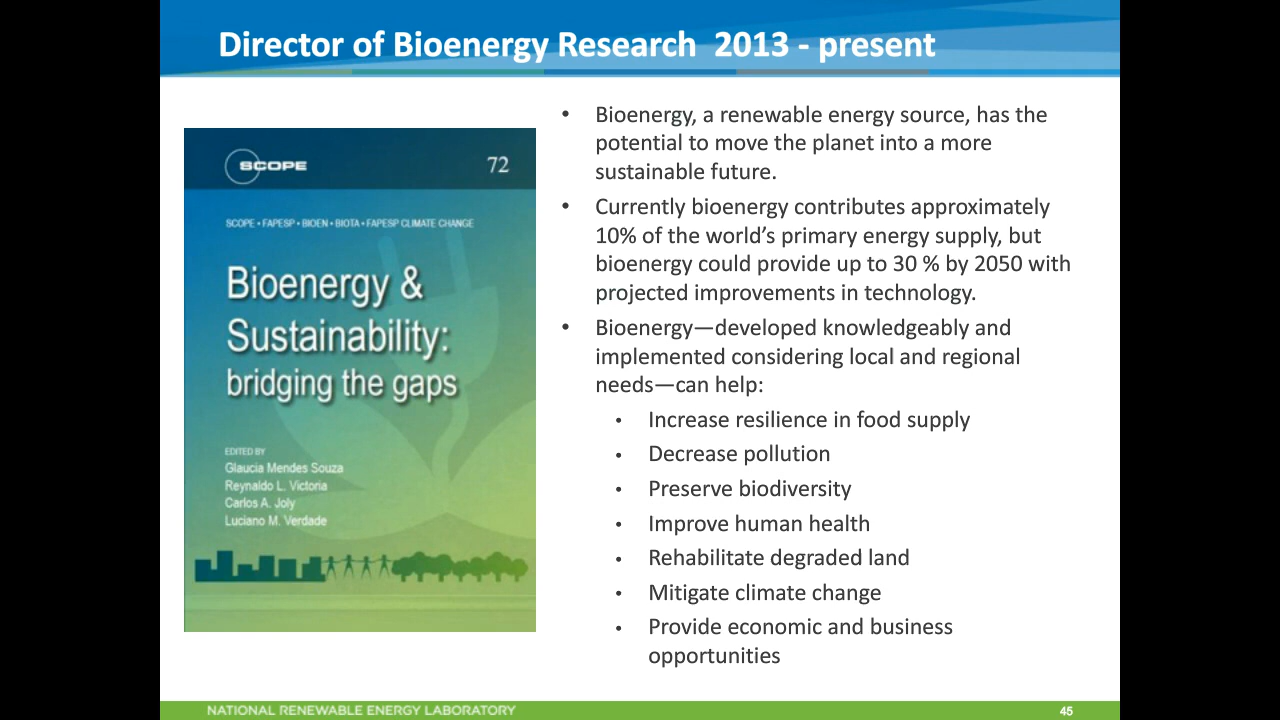 Director of Bioenergy Research 2013 - present
SCOPE
72
SCOPE • FAPESP • BIOEN • BIOTA • FAPESP CLIMATE CHANGE
Bioenergy &
Sustainability:
bridging the gaps
EDITED BY
Glaucia Mendes Souza
Reynaldo L. Victoria
Carlos A. Joly
Luciano M. Verdade
• Bioenergy, a renewable energy source, has the
potential to move the planet into a more
sustainable future.
• Currently bioenergy contributes approximately
10% of the world’s primary energy supply, but
bioenergy could provide up to 30 % by 2050 with
projected improvements in technology.
• Bioenergy—developed knowledgeably and
implemented considering local and regional
needs—can help:
• Increase resilience in food supply
• Decrease pollution
• Preserve biodiversity
• Improve human health
• Rehabilitate degraded land
• Mitigate climate change
• Provide economic and business
opportunities
NATIONAL RENEWABLE ENERGY LABORATORY
45